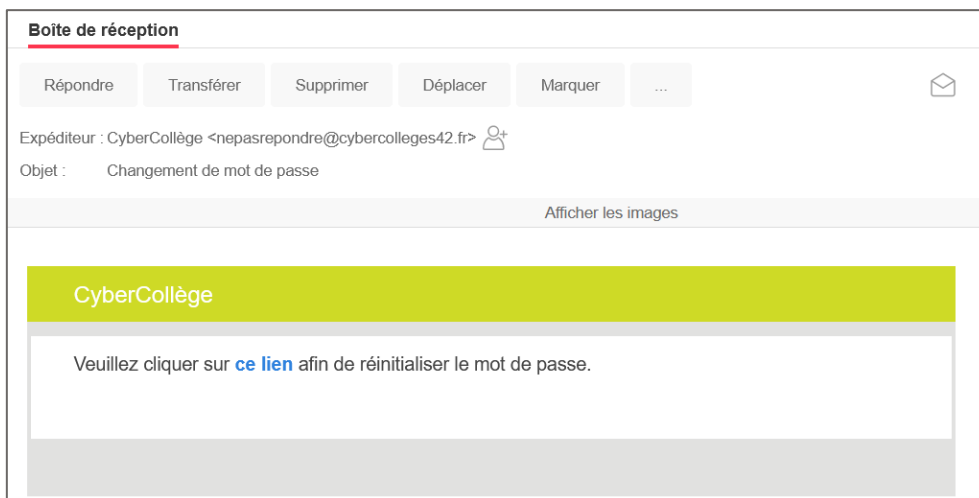 Boîte de réception
Répondre Transférer Supprimer Déplacer Marquer ...
Expéditeur : CyberCollège <nepasrepondre@cybercolleges42.fr>
Objet : Changement de mot de passe
Afficher les images
CyberCollège
Veuillez cliquer sur ce lien afin de réinitialiser le mot de passe.